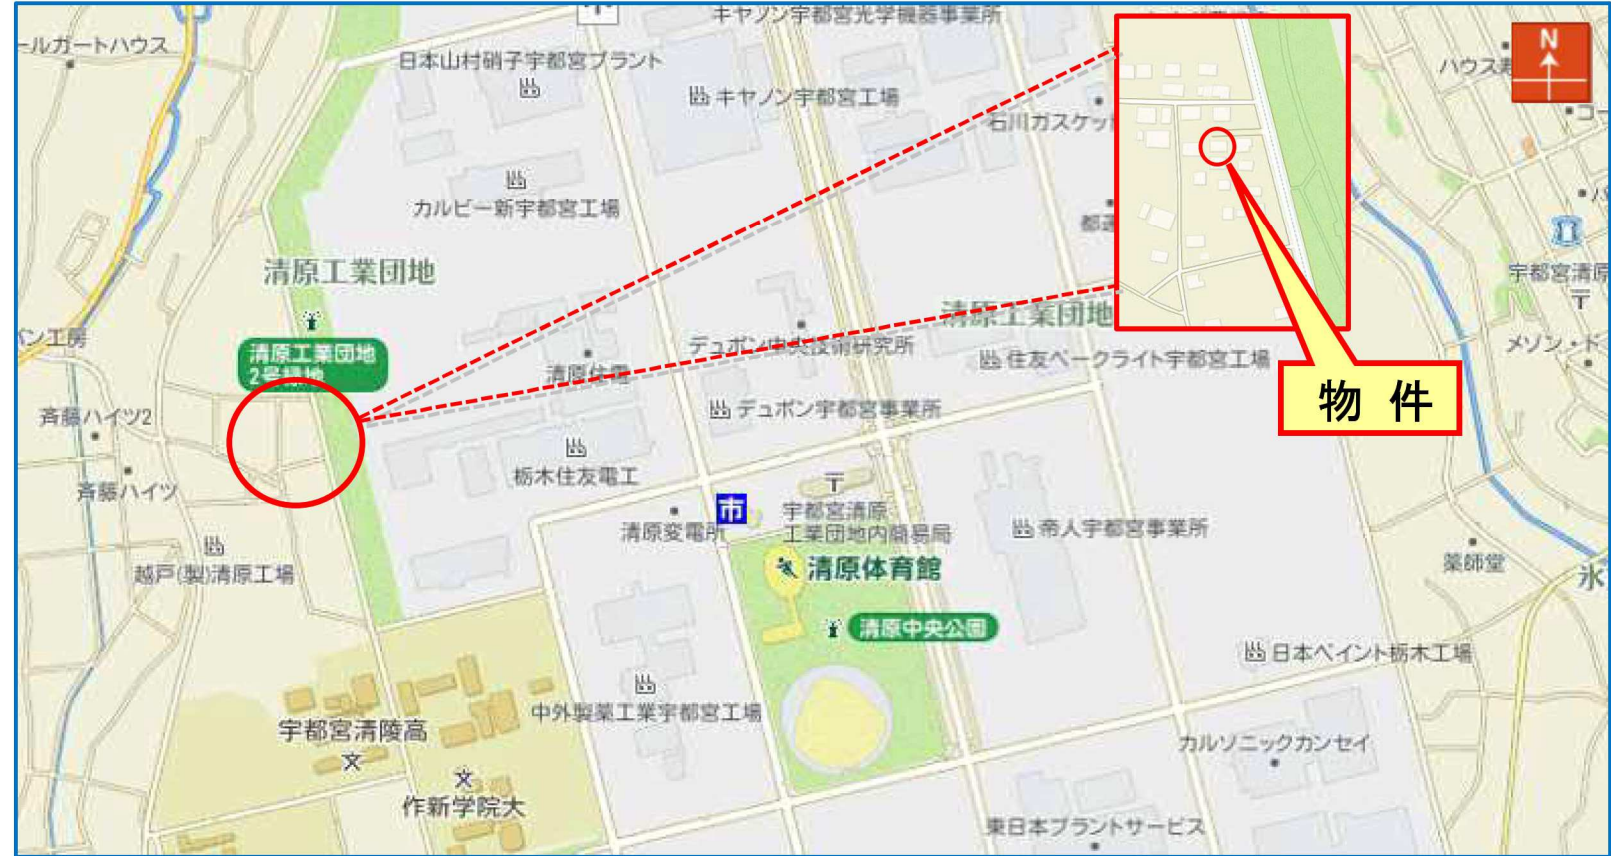 キヤノン宇都宮光学機器事業所
ールガートハウス
日本山村硝子宇都宮プラント
キヤノン宇都宮工場
石川ガスケット
N
カルビー新宇都宮工場
清原工業団地
宇都宮清原
パン工房
清原工業団地
2号緑地
清原住電
デュポン中央技術研究所
清原工業団地
住友ベークライト宇都宮工場
メゾン・ド
物 件
斉藤ハイツ2
デュポン宇都宮事業所
斉藤ハイツ
栃木住友電工
市
清原変電所
宇都宮清原
工業団地内簡易局
帝人宇都宮事業所
越戸(製)清原工場
清原体育館
薬師堂
氷
清原中央公園
日本ペイント栃木工場
中外製薬工業宇都宮工場
宇都宮清陵高
文
カルソニックカンセイ
文
作新学院大
東日本プラントサービス